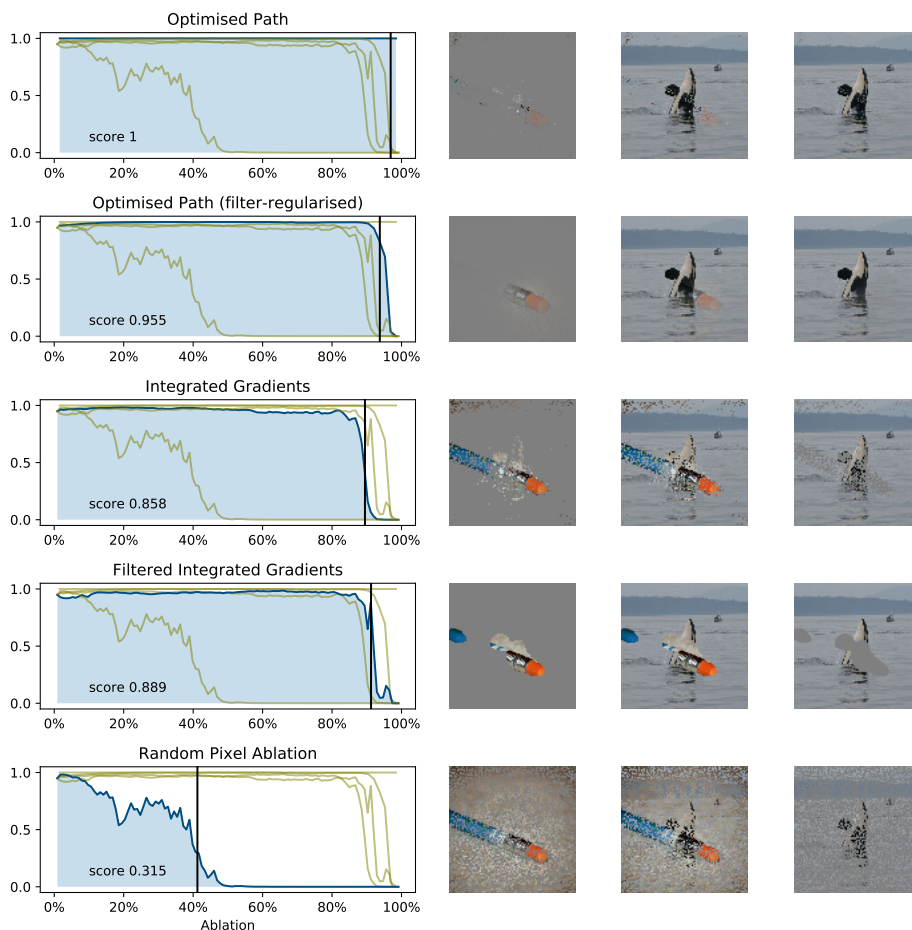 Optimised Path
1.0
0.5
0.0
score 1
0% 20% 40% 60% 80% 100%
Optimised Path (filter-regularised)
1.0
0.5
0.0
score 0.955
0% 20% 40% 60% 80% 100%
Integrated Gradients
1.0
0.5
0.0
score 0.858
0% 20% 40% 60% 80% 100%
Filtered Integrated Gradients
1.0
0.5
0.0
score 0.889
0% 20% 40% 60% 80% 100%
Random Pixel Ablation
1.0
0.5
0.0
score 0.315
0% 20% 40% 60% 80% 100%
Ablation